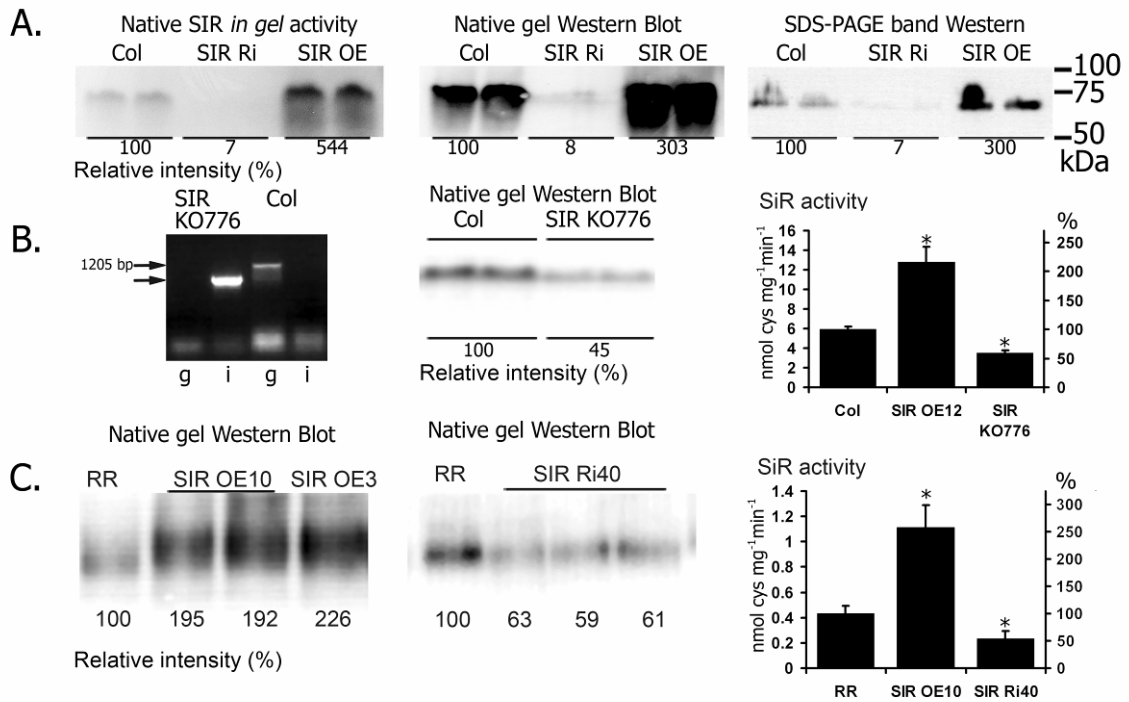 A.
Native SIR in gel activity
Col SIR Ri SIR OE
100 7 544
Relative intensity (%)
Native gel Western Blot
Col SIR Ri SIR OE
100 8 303
SDS-PAGE band Western
Col SIR Ri SIR OE
100 7 300
100
75
50
kDa
B.
SIR Col
KO776
1205 bp
g i g i
Native gel Western Blot
Col SIR KO776
100 45
Relative intensity (%)
SiR activity
%
nmol cys mg-1min-1
16
14
12
10
8
6
4
2
0
250
200
150
100
50
0
*
*
Col SIR OE12 SIR
KO776
C.
Native gel Western Blot
RR SIR OE10 SIR OE3
100 195 192 226
Relative intensity (%)
Native gel Western Blot
RR SIR Ri40
100 63 59 61
SiR activity
%
nmol cys mg-1min-1
1.4
1.2
1
0.8
0.6
0.4
0.2
0
300
250
200
150
100
50
0
*
*
RR SIR OE10 SIR Ri40